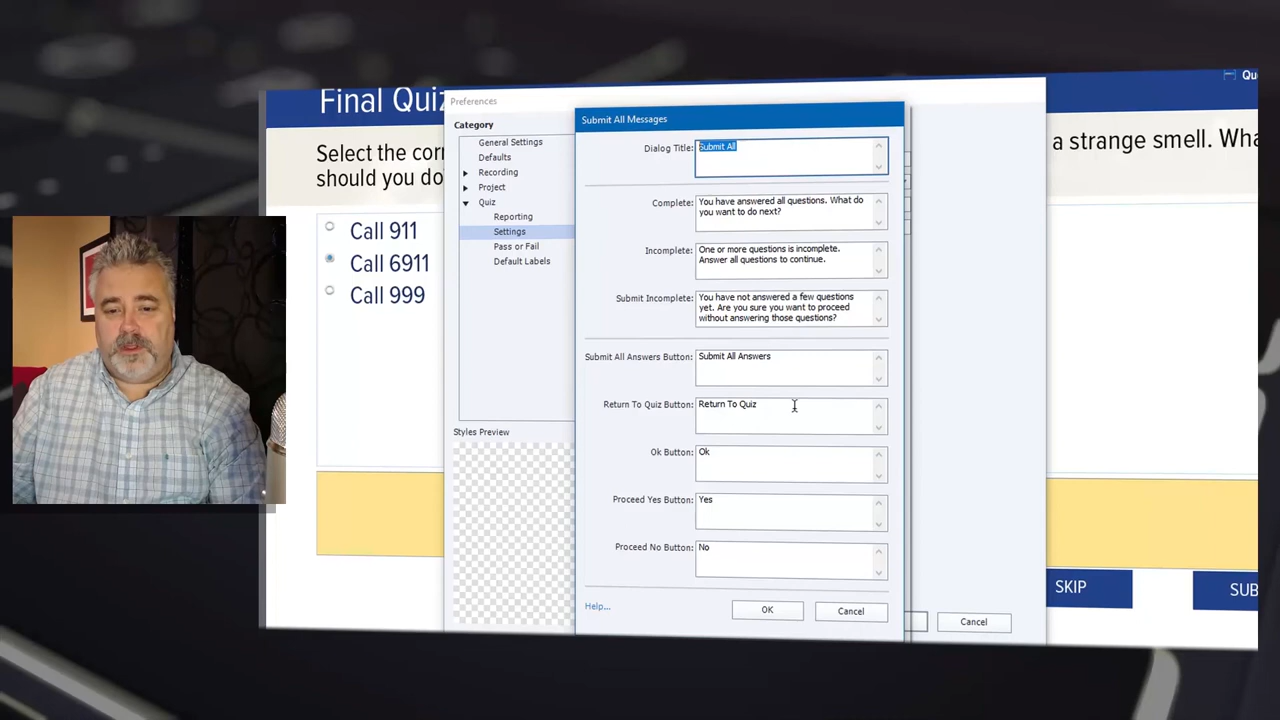 Final Quiz
Qu
Select the corr
a strange smell. Wha
should you do
Call 911
Call 6911
Call 999
SKIP
SUB
Preferences
Category
General Settings
Defaults
Recording
Project
Quiz
Reporting
Settings
Pass or Fail
Default Labels
Styles Preview
Submit All Messages
Dialog Title:
Submit All
Complete:
You have answered all questions. What do
you want to do next?
Incomplete:
One or more questions is incomplete.
Answer all questions to continue.
Submit Incomplete:
You have not answered a few questions
yet. Are you sure you want to proceed
without answering those questions?
Submit All Answers Button:
Submit All Answers
Return To Quiz Button:
Return To Quiz
Ok Button:
Ok
Proceed Yes Button:
Yes
Proceed No Button:
No
Help...
OK
Cancel
Cancel